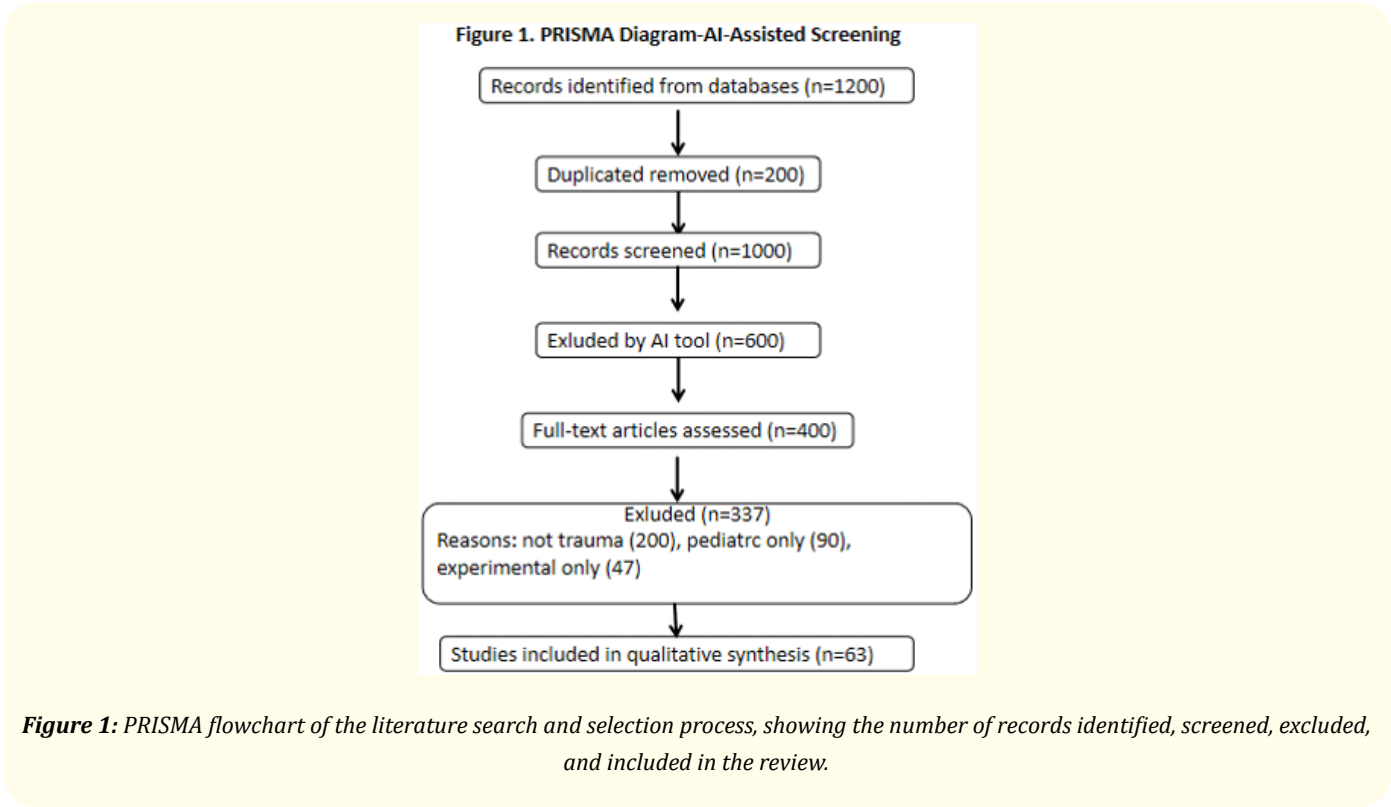 Figure 1. PRISMA Diagram-AI-Assisted Screening
Records identified from databases (n=1200)
Duplicated removed (n=200)
Records screened (n=1000)
Exluded by AI tool (n=600)
Full-text articles assessed (n=400)
Exluded (n=337)
Reasons: not trauma (200), pediatrc only (90),
experimental only (47)
Studies included in qualitative synthesis (n=63)
Figure 1: PRISMA flowchart of the literature search and selection process, showing the number of records identified, screened, excluded,
and included in the review.